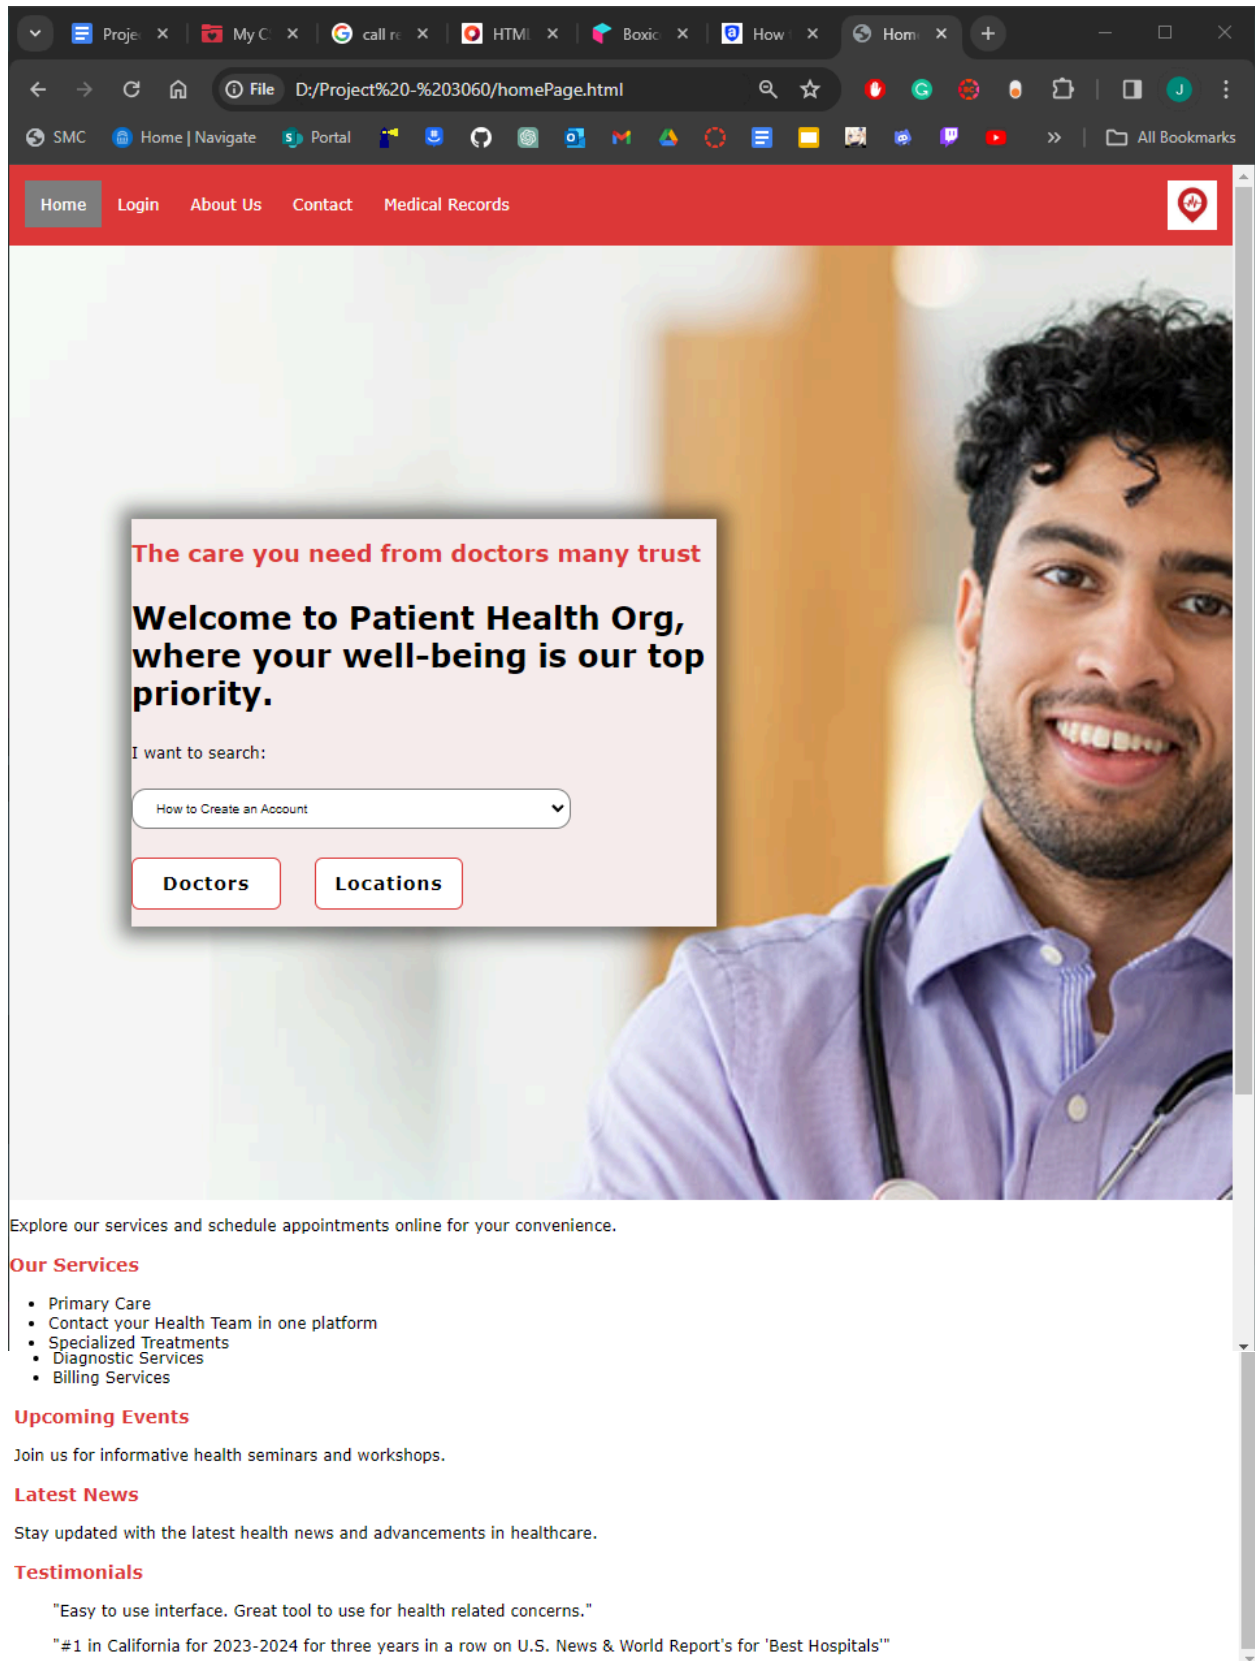 Proje
My C
call re
HTML
Boxic
How
Hom
File
D:/Project%20-%203060/homePage.html
J
SMC
Home | Navigate
Portal
All Bookmarks
Home
Login
About Us
Contact
Medical Records
The care you need from doctors many trust
Welcome to Patient Health Org,
where your well-being is our top
priority.
I want to search:
How to Create an Account
Doctors
Locations
Explore our services and schedule appointments online for your convenience.
Our Services
Primary Care
Contact your Health Team in one platform
Specialized Treatments
Diagnostic Services
Billing Services
Upcoming Events
Join us for informative health seminars and workshops.
Latest News
Stay updated with the latest health news and advancements in healthcare.
Testimonials
"Easy to use interface. Great tool to use for health related concerns."
"#1 in California for 2023-2024 for three years in a row on U.S. News & World Report's for 'Best Hospitals'"